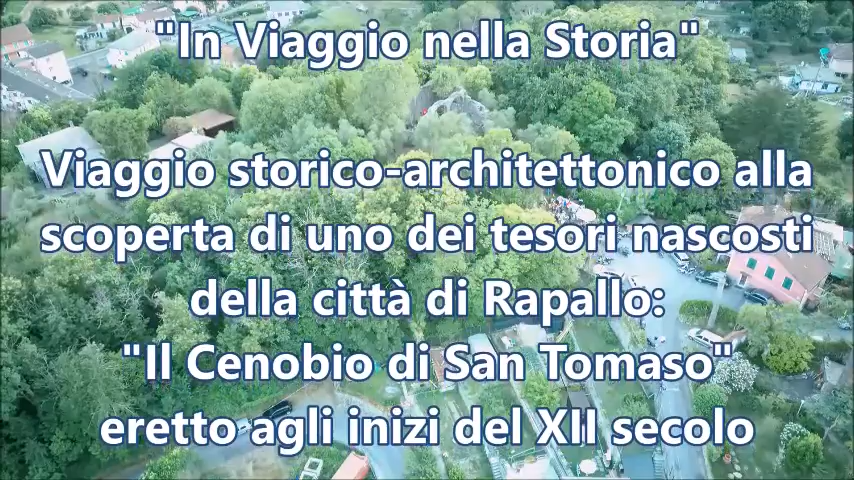 "In Viaggio nella Storia"
Viaggio storico-architettonico alla
scoperta di uno dei tesori nascosti
della città di Rapallo:
"Il Cenobio di San Tomaso"
eretto agli inizi del XII secolo